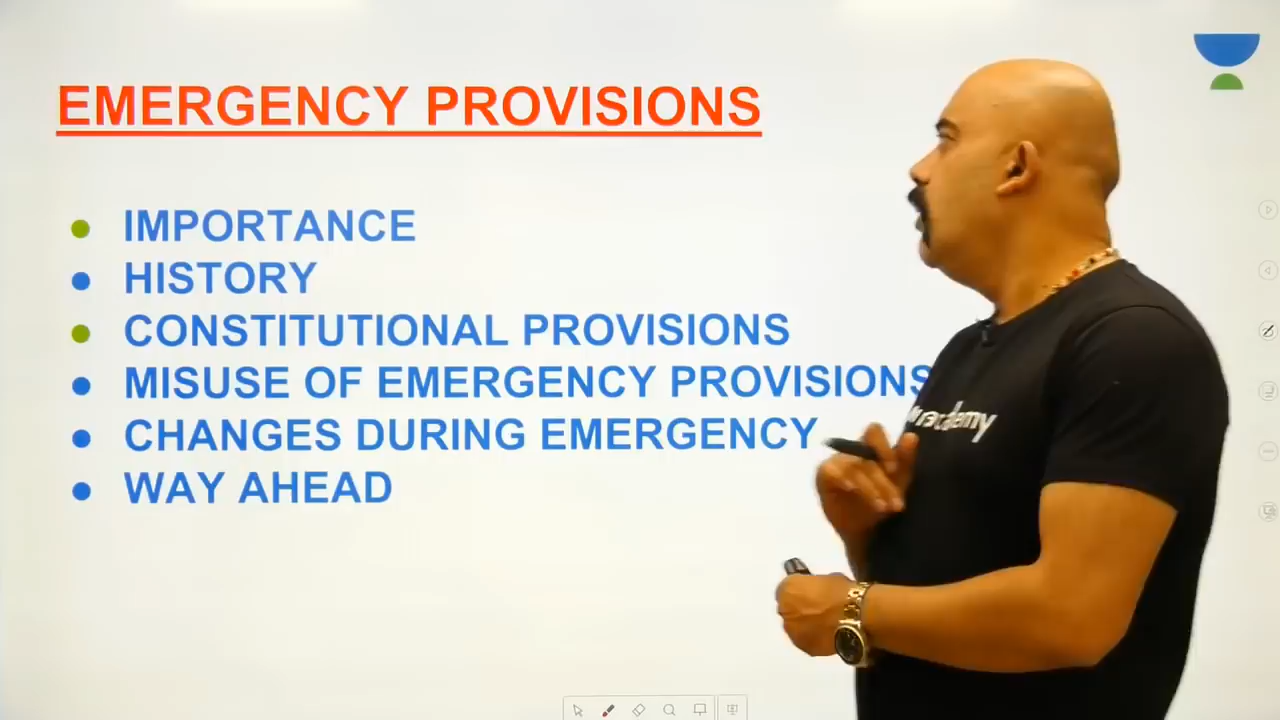 EMERGENCY PROVISIONS
IMPORTANCE
HISTORY
CONSTITUTIONAL PROVISIONS
MISUSE OF EMERGENCY PROVISIONS
CHANGES DURING EMERGENCY
WAY AHEAD